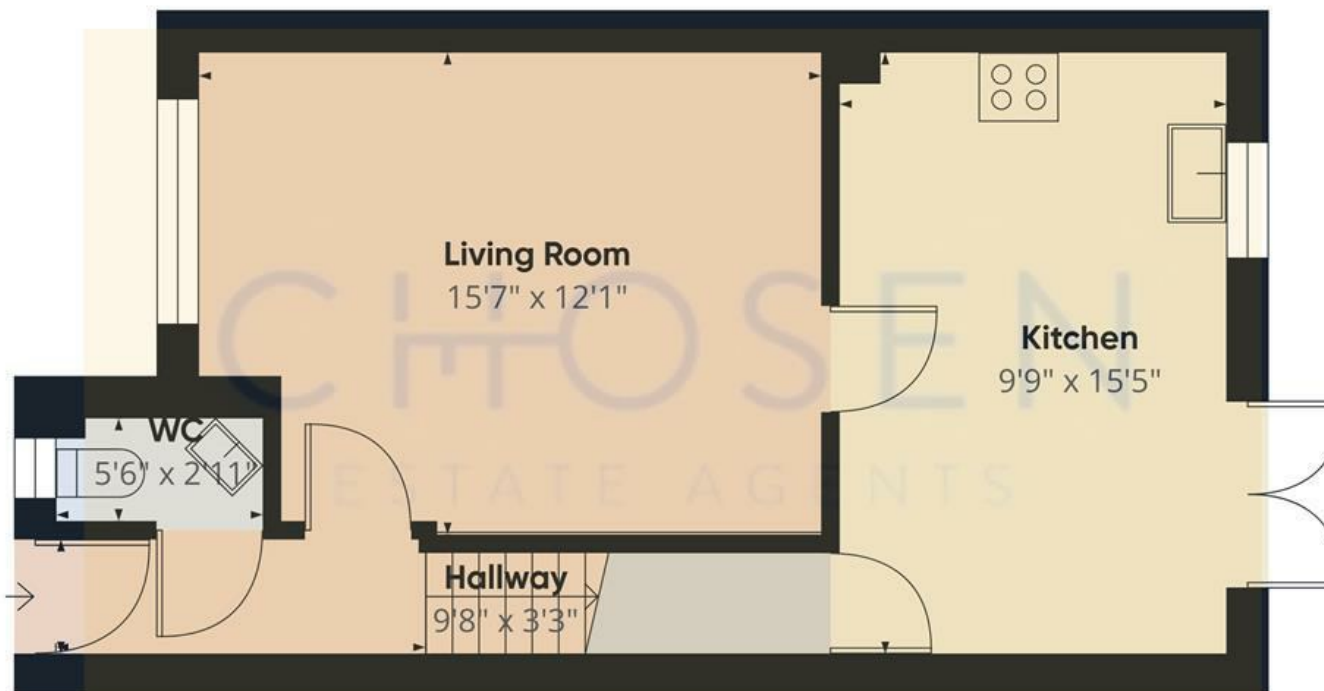 Living Room
15'7" x 12'1"
CHOSEN
ESTATE AGENTS
Kitchen
9'9" x 15'5"
WC
5'6" x 2'11"
Hallway
9'8" x 3'3"